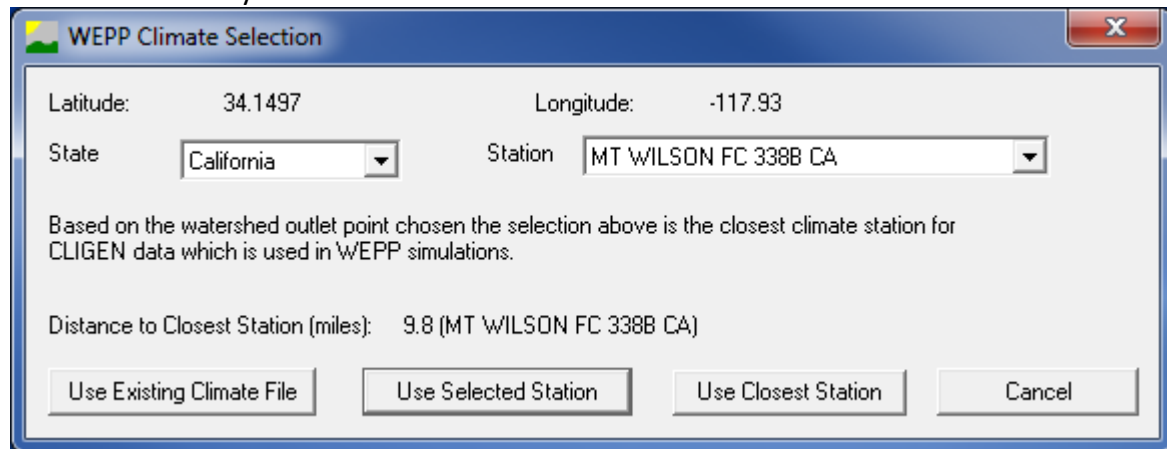 WEPP Climate Selection
Latitude: 34.1497 Longitude: -117.93
State California Station MT WILSON FC 338B CA
Based on the watershed outlet point chosen the selection above is the closest climate station for
CLIGEN data which is used in WEPP simulations.
Distance to Closest Station (miles): 9.8 (MT WILSON FC 338B CA)
Use Existing Climate File Use Selected Station Use Closest Station Cancel